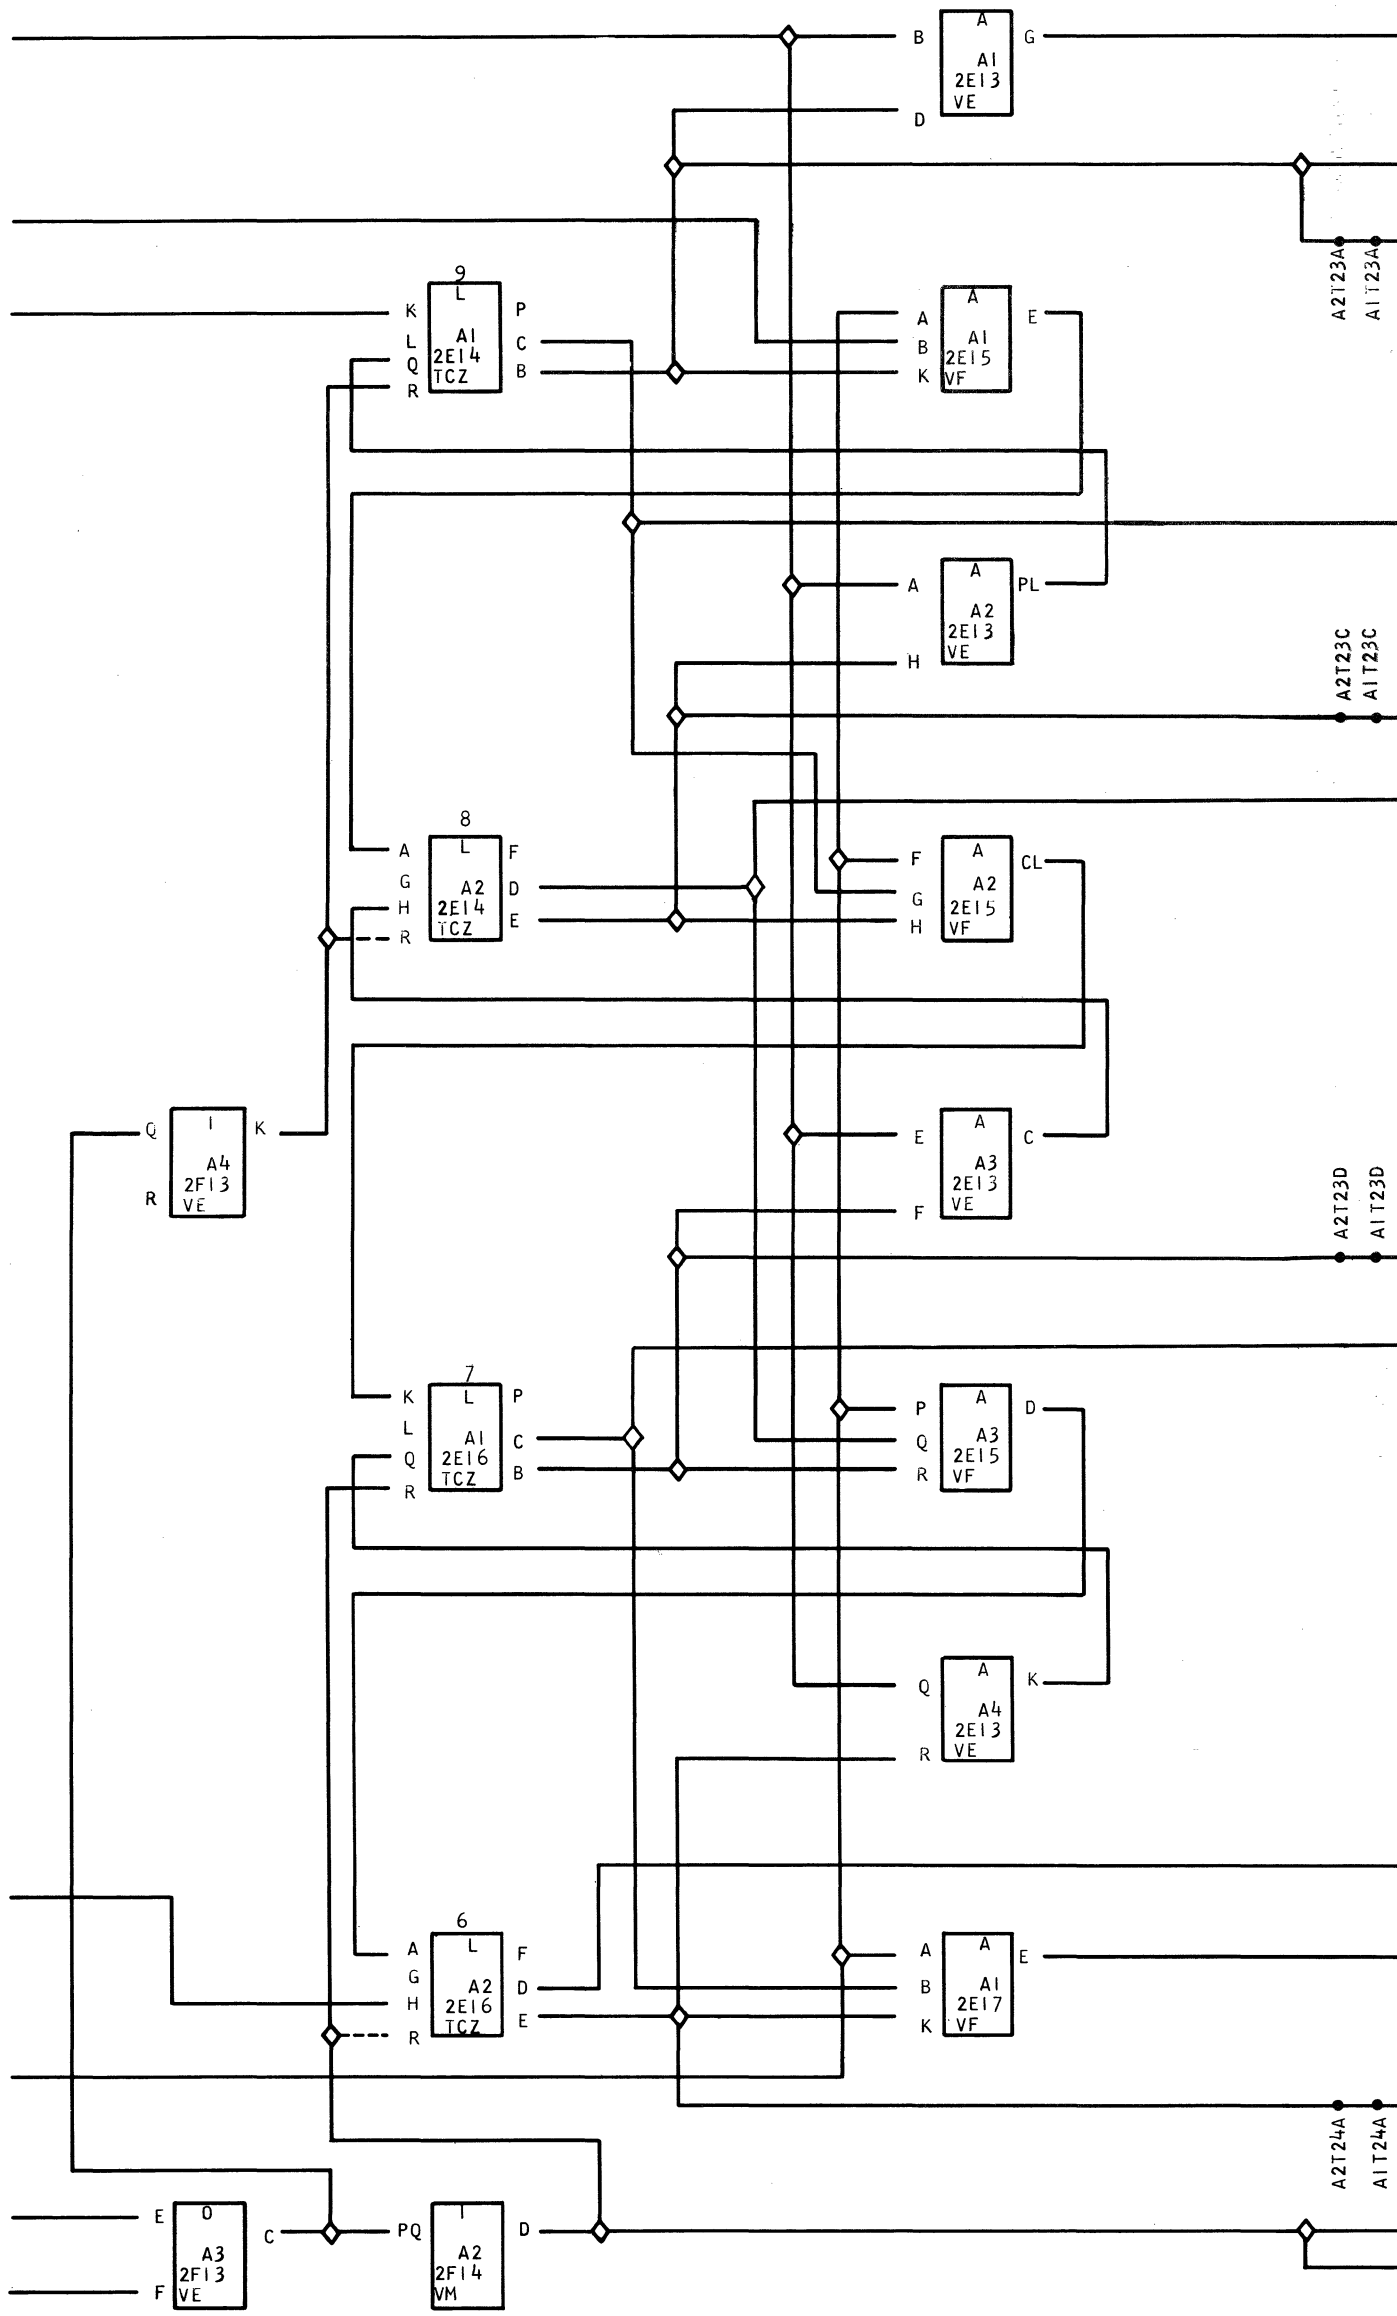 B
A
G
A1
2E13
VE
D
A2T23A
A1T23A
9
K
L
P
L
A1
C
Q
2E14
B
R
TCZ
A
A
E
B
A1
K
2E15
VF
A
A
PL
A2
H
2E13
VE
A2T23C
A1T23C
8
A
L
F
G
A2
D
H
2E14
E
R
TCZ
F
A
CL
G
A2
H
2E15
VF
Q
I
K
A4
R
2F13
VE
E
A
C
A3
F
2E13
VE
A2T23D
A1T23D
7
K
L
P
L
A1
C
Q
2E16
B
R
TCZ
P
A
D
Q
A3
R
2E15
VF
Q
A
K
A4
R
2E13
VE
6
A
L
F
G
A2
D
H
2E16
E
R
TCZ
A
A
E
B
A1
K
2E17
VF
A2T24A
A1T24A
E
O
C
A3
F
2F13
VE
PQ
I
D
A2
2F14
VM